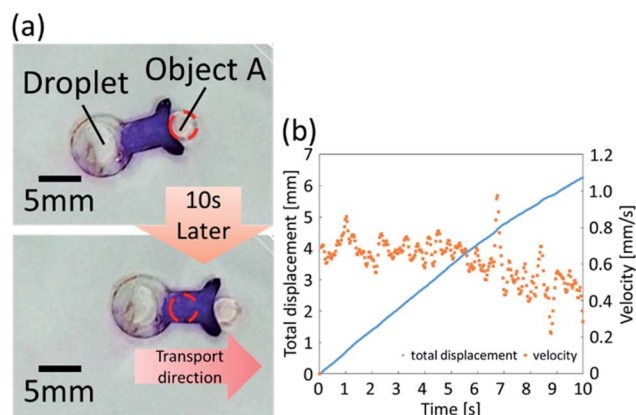 (a)
Droplet
Object A
5mm
10s
Later
5mm
Transport
direction
(b)
Total displacement [mm]
7
6
5
4
3
2
1
0
1.2
1.0
0.8
0.6
0.4
0.2
0
Velocity [mm/s]
total displacement velocity
0 1 2 3 4 5 6 7 8 9 10
Time [s]